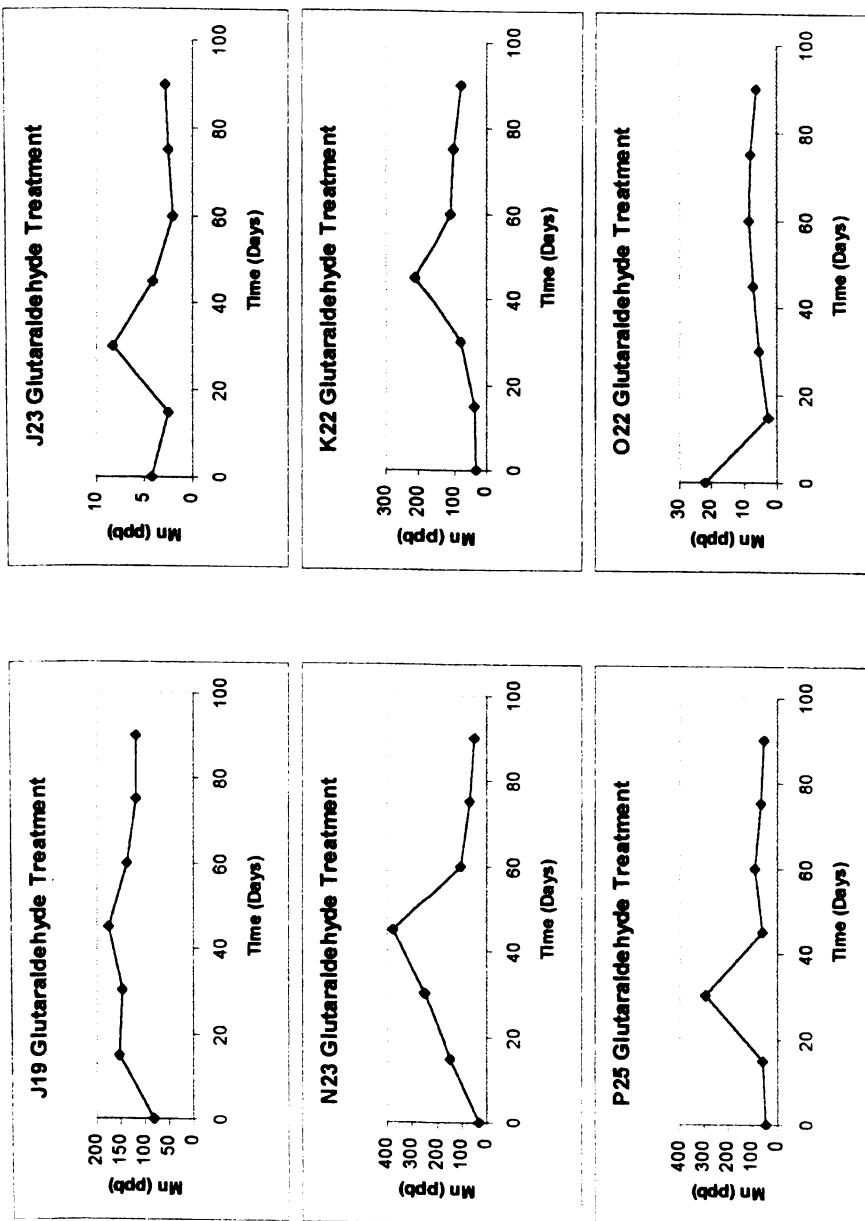 J19 Glutaraldehyde Treatment
Mn (ppb)
200
150
100
50
0
0 20 40 60 80 100
Time (Days)
J23 Glutaraldehyde Treatment
Mn (ppb)
10
5
0
0 20 40 60 80 100
Time (Days)
N23 Glutaraldehyde Treatment
Mn (ppb)
400
300
200
100
0
0 20 40 60 80 100
Time (Days)
K22 Glutaraldehyde Treatment
Mn (ppb)
300
200
100
0
0 20 40 60 80 100
Time (Days)
P25 Glutaraldehyde Treatment
Mn (ppb)
400
300
200
100
0
0 20 40 60 80 100
Time (Days)
O22 Glutaraldehyde Treatment
Mn (ppb)
30
20
10
0
0 20 40 60 80 100
Time (Days)